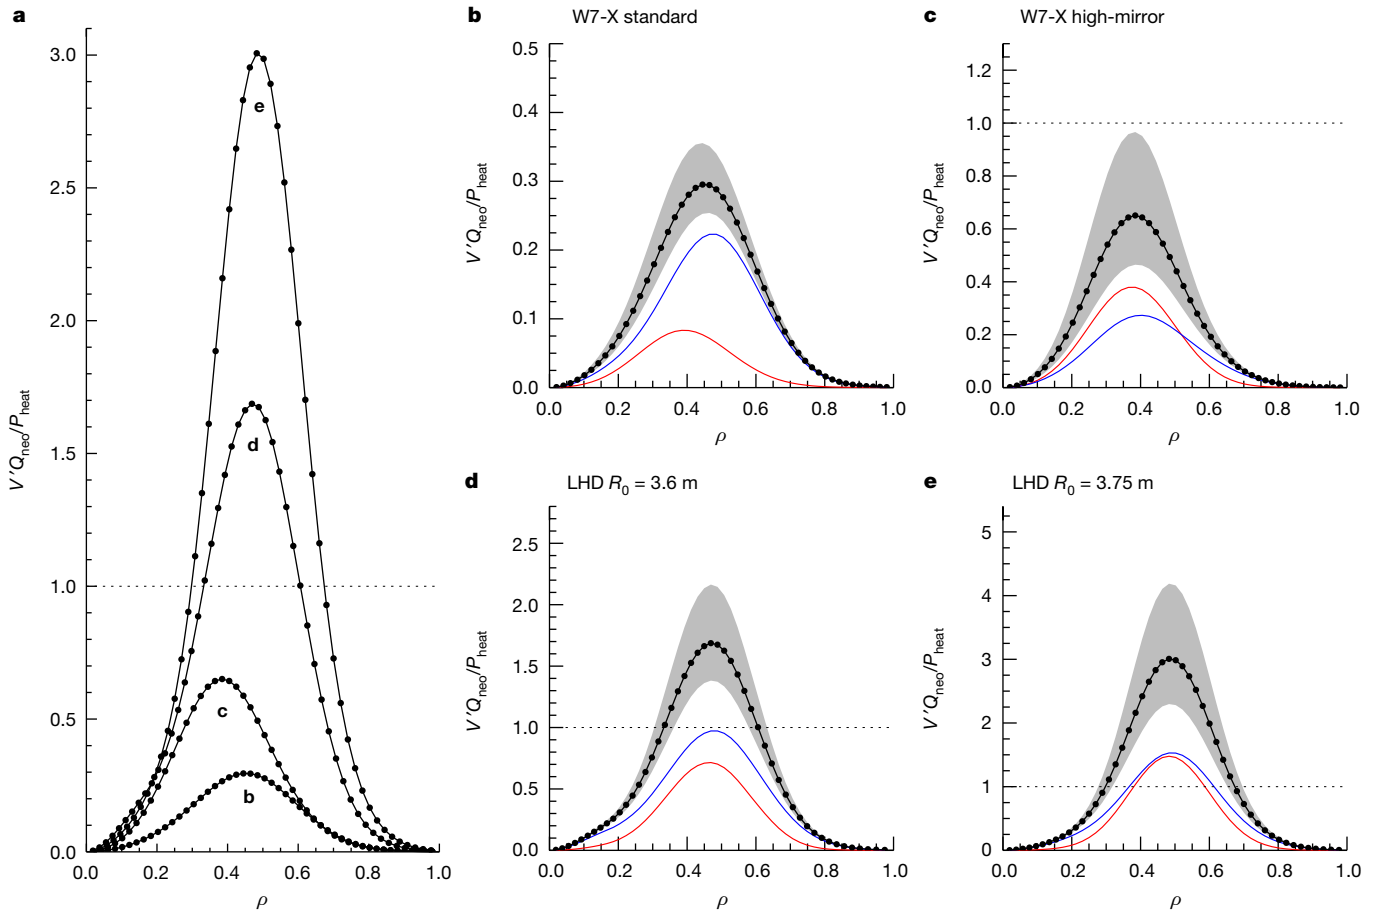 a
3.0
2.5
2.0
1.5
1.0
0.5
0.0
0.0 0.2 0.4 0.6 0.8 1.0
ρ
V′Qneo/Pheat
e
d
c
b
b W7-X standard
0.5
0.4
0.3
0.2
0.1
0.0
0.0 0.2 0.4 0.6 0.8 1.0
ρ
V′Qneo/Pheat
c W7-X high-mirror
1.2
1.0
0.8
0.6
0.4
0.2
0.0
0.0 0.2 0.4 0.6 0.8 1.0
ρ
V′Qneo/Pheat
d LHD R0 = 3.6 m
2.5
2.0
1.5
1.0
0.5
0.0
0.0 0.2 0.4 0.6 0.8 1.0
ρ
V′Qneo/Pheat
e LHD R0 = 3.75 m
5
4
3
2
1
0
0.0 0.2 0.4 0.6 0.8 1.0
ρ
V′Qneo/Pheat